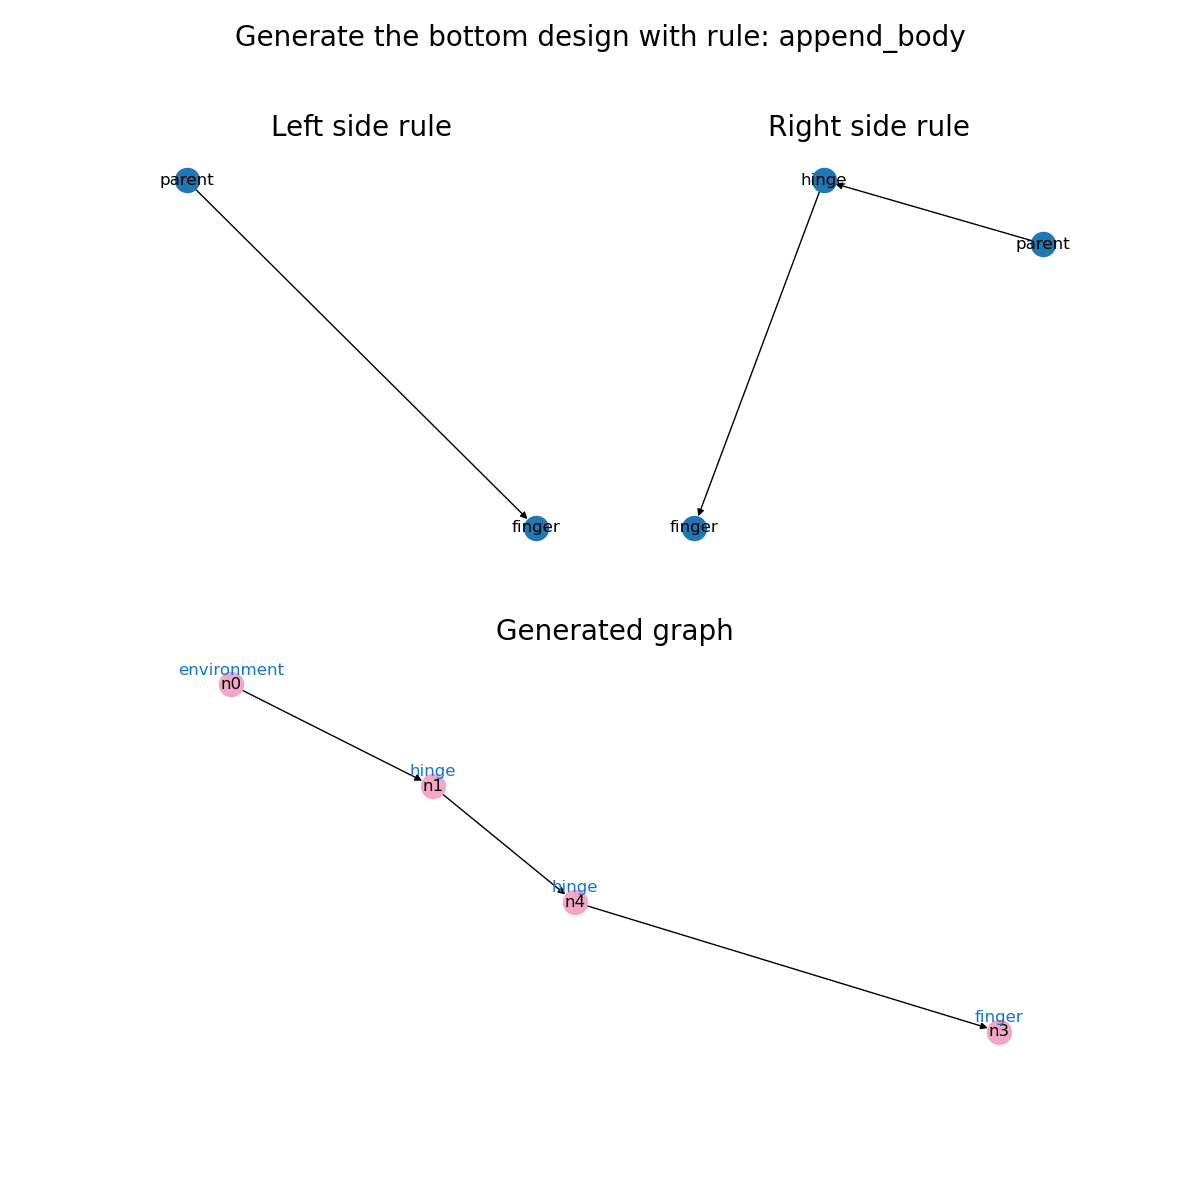 Generate the bottom design with rule: append_body
Left side rule
Right side rule
parent
hinge
parent
finger
finger
Generated graph
environment
n0
hinge
n1
hinge
n4
finger
n3